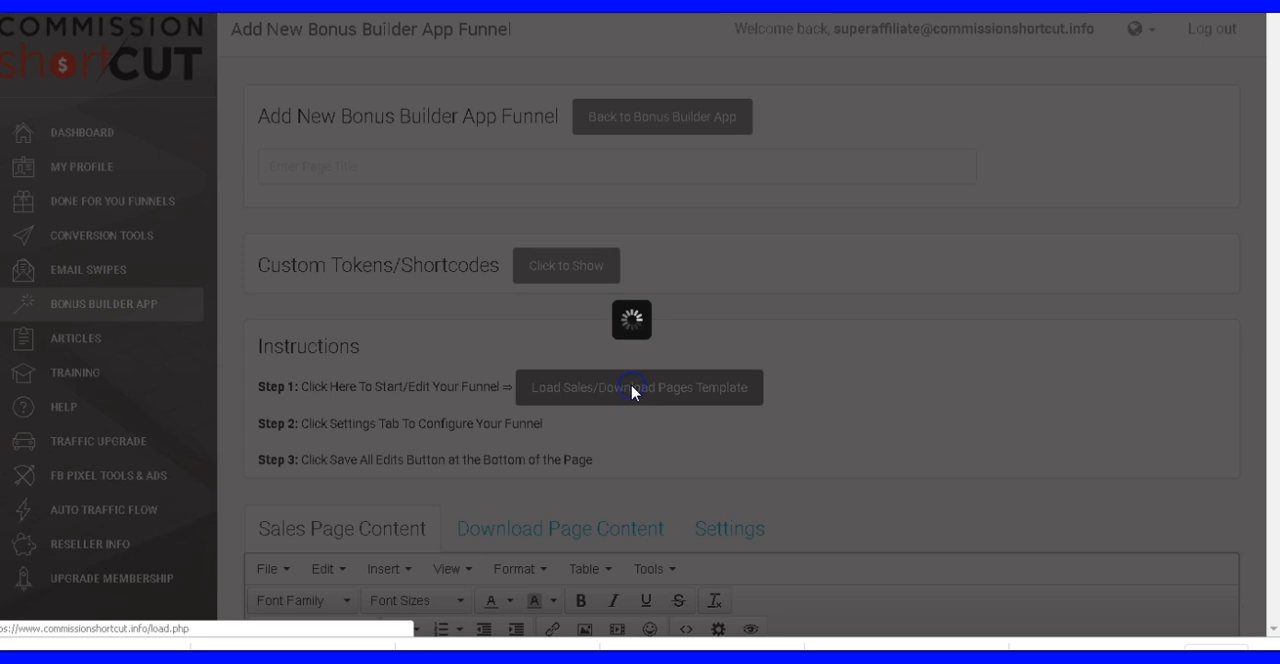 COMMISSION
shortCUT
$
Add New Bonus Builder App Funnel
Welcome back, superaffiliate@commissionshortcut.info
Log out
DASHBOARD
MY PROFILE
DONE FOR YOU FUNNELS
CONVERSION TOOLS
EMAIL SWIPES
BONUS BUILDER APP
ARTICLES
TRAINING
HELP
TRAFFIC UPGRADE
FB PIXEL TOOLS & ADS
AUTO TRAFFIC FLOW
RESELLER INFO
UPGRADE MEMBERSHIP
Add New Bonus Builder App Funnel
Back to Bonus Builder App
Enter Page Title
Custom Tokens/Shortcodes
Click to Show
Instructions
Step 1: Click Here To Start/Edit Your Funnel ⇒
Load Sales/Download Pages Template
Step 2: Click Settings Tab To Configure Your Funnel
Step 3: Click Save All Edits Button at the Bottom of the Page
Sales Page Content
Download Page Content
Settings
File Edit Insert View Format Table Tools
Font Family Font Sizes A A B I U S Ix
ps://www.commissionshortcut.info/load.php